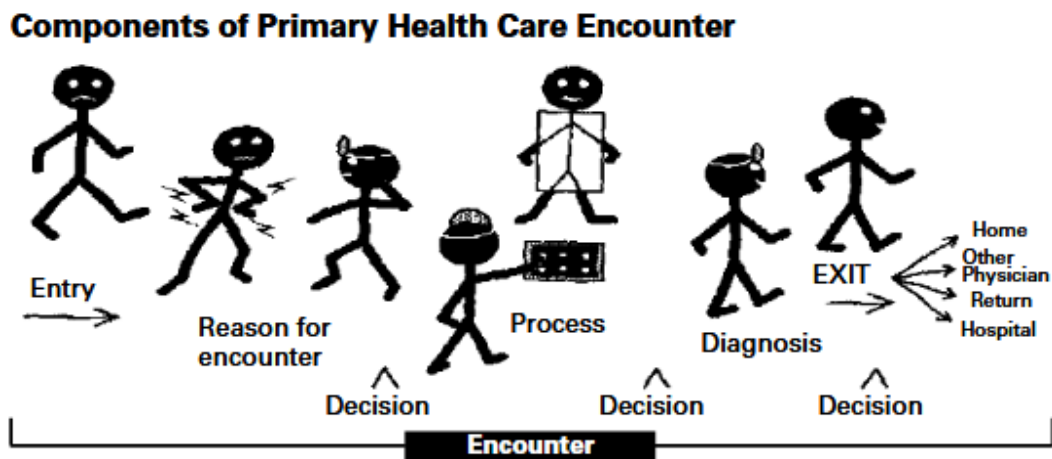 Components of Primary Health Care Encounter
Entry
Reason for
encounter
Process
Diagnosis
EXIT
Home
Other
Physician
Return
Hospital
Decision
Decision
Decision
Encounter